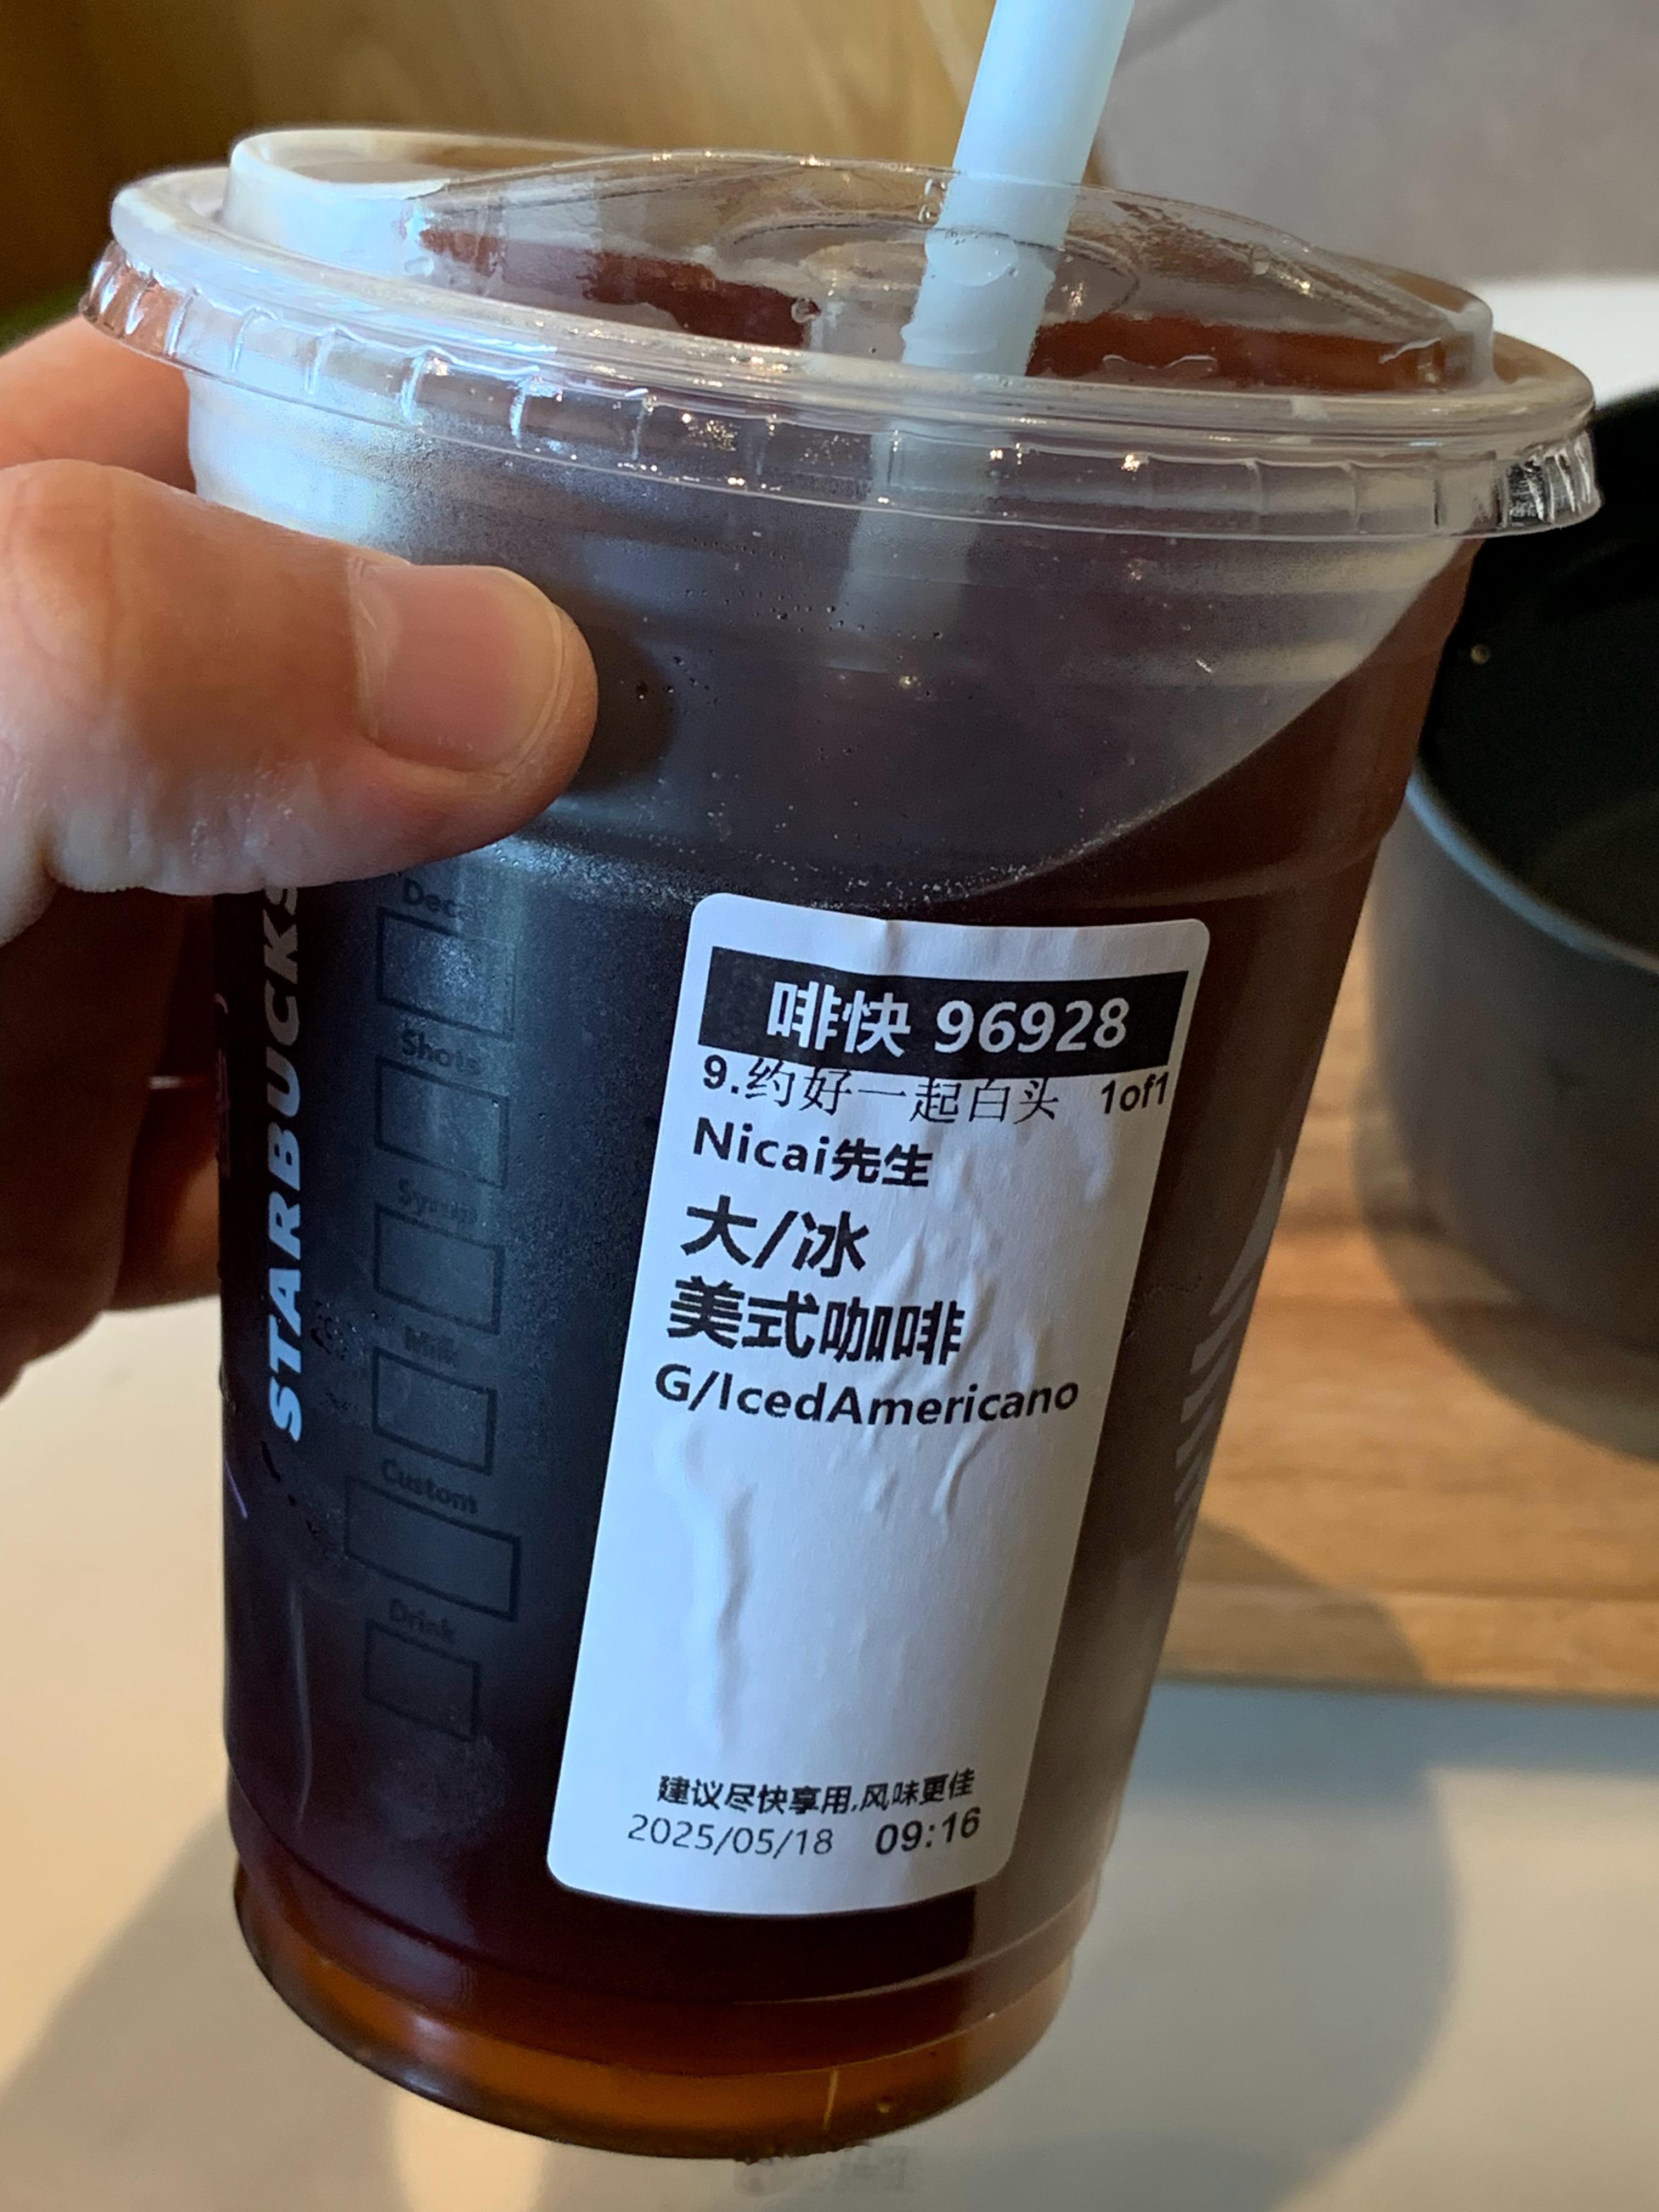 STARBUCKS
Shots
Syrup
Milk
Custom
Drink
啡快 96928
9.约好一起白头 1of1
Nicai先生
大/冰
美式咖啡
G/IcedAmericano
建议尽快享用,风味更佳
2025/05/18 09:16